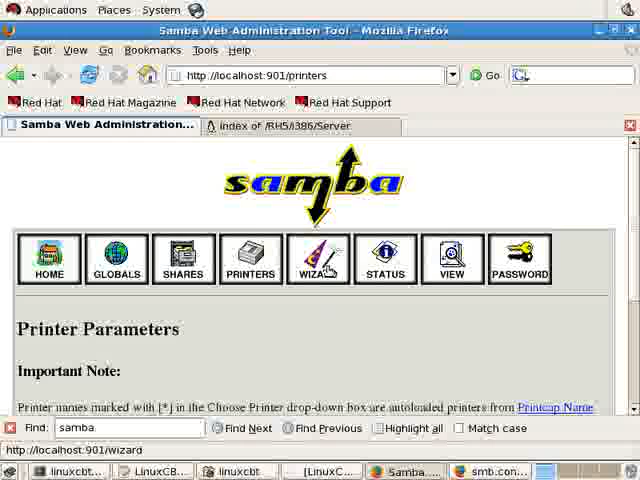 Applications Places System
Samba Web Administration Tool - Mozilla Firefox
File Edit View Go Bookmarks Tools Help
http://localhost:901/printers Go G
Red Hat Red Hat Magazine Red Hat Network Red Hat Support
Samba Web Administration... Index of /RH5/i386/Server
samba
HOME GLOBALS SHARES PRINTERS WIZARD STATUS VIEW PASSWORD
Printer Parameters
Important Note:
Printer names marked with [*] in the Choose Printer drop-down box are autoloaded printers from Printcap Name
Find: samba Find Next Find Previous Highlight all Match case
http://localhost:901/wizard
linuxcbt... LinuxCB... linuxcbt [LinuxC... Samba... smb.con...